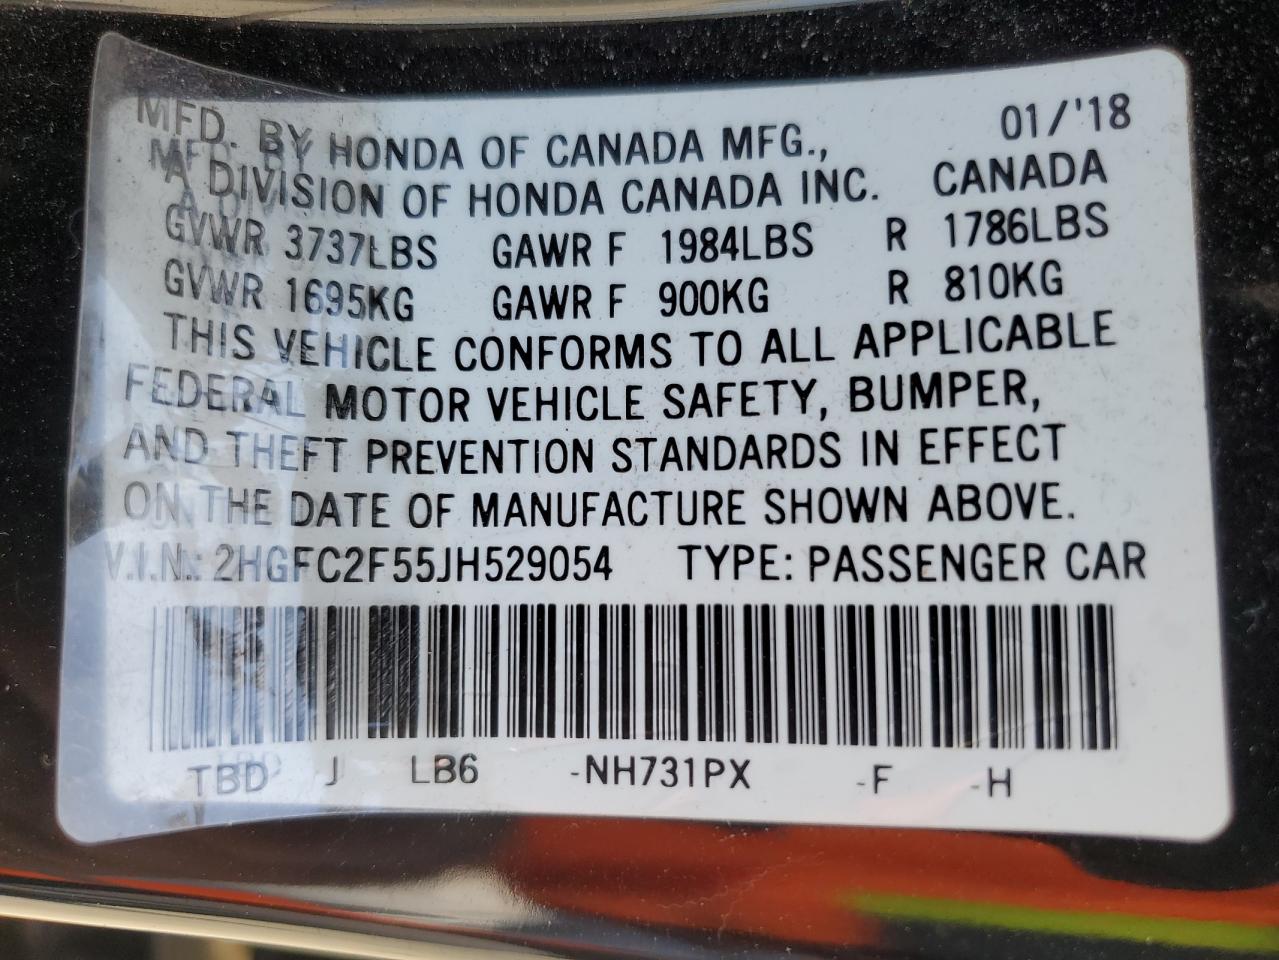 MFD. BY HONDA OF CANADA MFG., 01/'18
A DIVISION OF HONDA CANADA INC. CANADA
GVWR 3737LBS GAWR F 1984LBS R 1786LBS
GVWR 1695KG GAWR F 900KG R 810KG
THIS VEHICLE CONFORMS TO ALL APPLICABLE
FEDERAL MOTOR VEHICLE SAFETY, BUMPER,
AND THEFT PREVENTION STANDARDS IN EFFECT
ON THE DATE OF MANUFACTURE SHOWN ABOVE.
V.I.N.: 2HGFC2F55JH529054 TYPE: PASSENGER CAR
TBD J LB6 -NH731PX -F -H